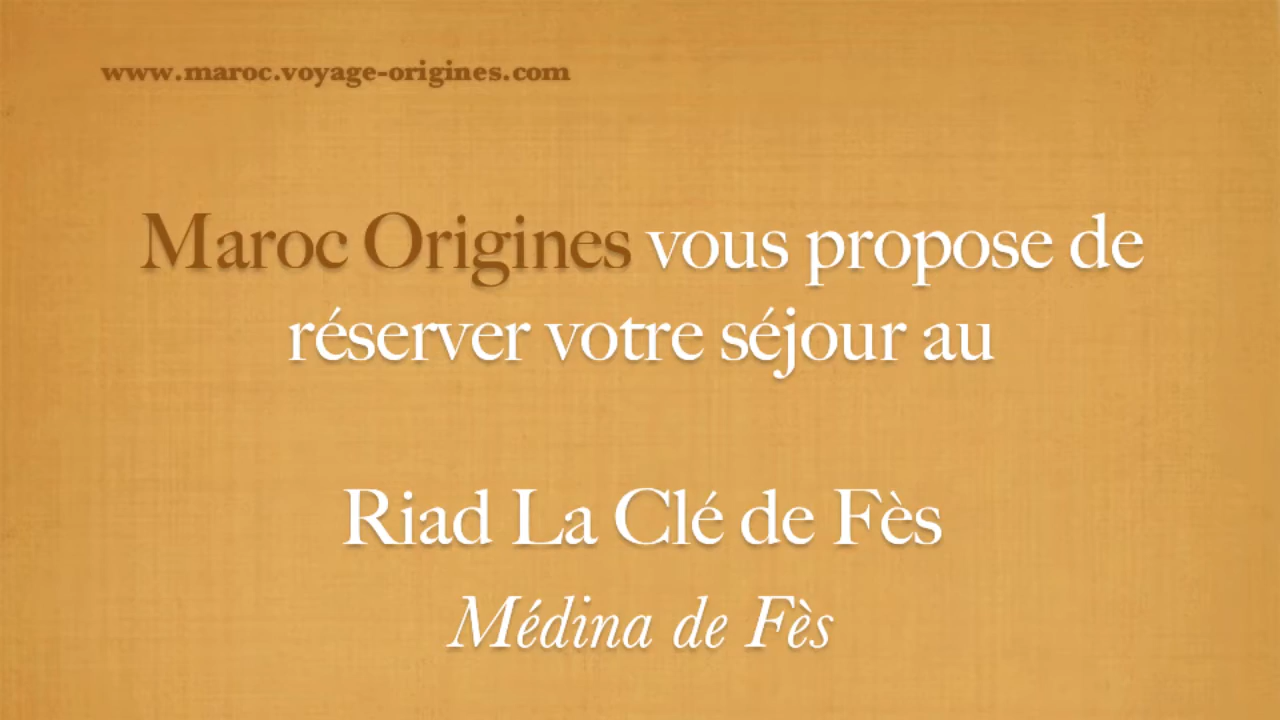 www.maroc.voyage-origines.com
Maroc Origines vous propose de
réserver votre séjour au
Riad La Clé de Fès
Médina de Fès